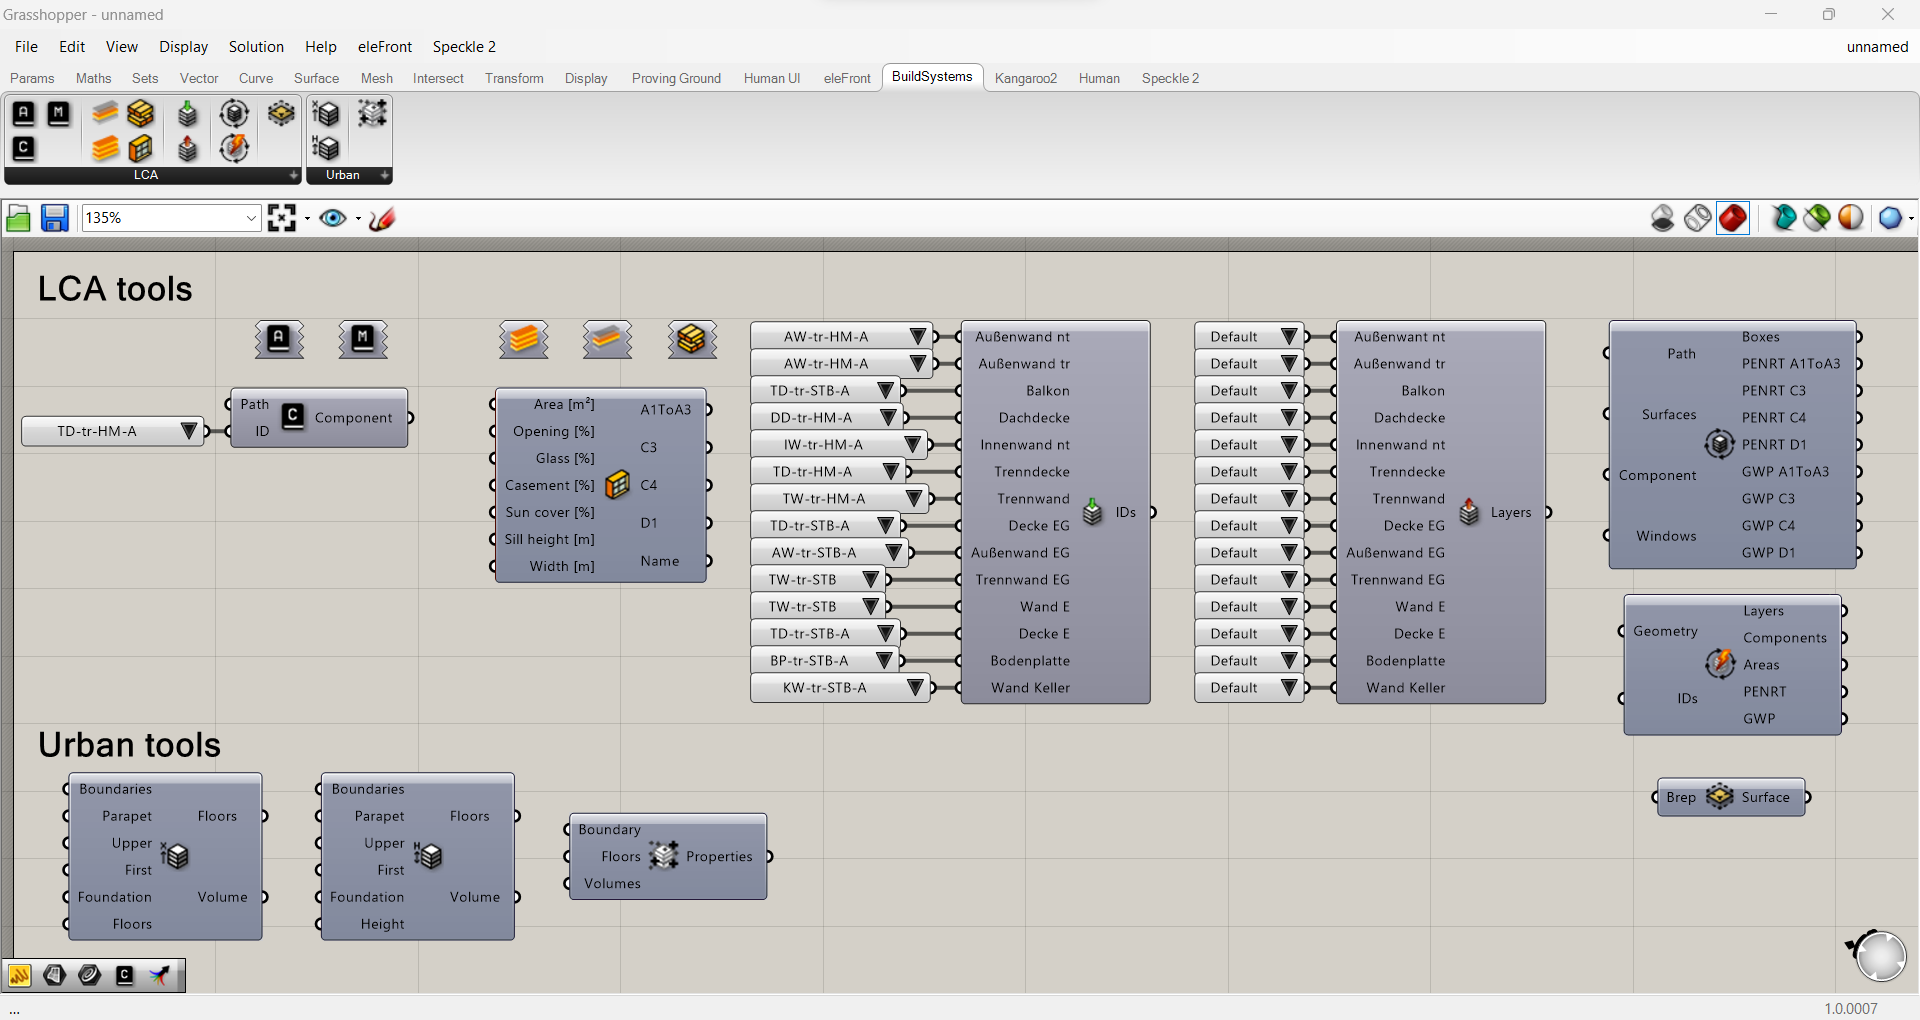 Grasshopper - unnamed
File Edit View Display Solution Help eleFront Speckle 2 unnamed
Params Maths Sets Vector Curve Surface Mesh Intersect Transform Display Proving Ground Human UI eleFront BuildSystems Kangaroo2 Human Speckle 2
A M
C
LCA Urban
135%
LCA tools
A M
TD-tr-HM-A
Path
ID
C
Component
Area [m²]
Opening [%]
Glass [%]
Casement [%]
Sun cover [%]
Sill height [m]
Width [m]
A1ToA3
C3
C4
D1
Name
AW-tr-HM-A Außenwand nt
AW-tr-HM-A Außenwand tr
TD-tr-STB-A Balkon
DD-tr-HM-A Dachdecke
IW-tr-HM-A Innenwand nt
TD-tr-HM-A Trenndecke
TW-tr-HM-A Trennwand
TD-tr-STB-A Decke EG
AW-tr-STB-A Außenwand EG
TW-tr-STB Trennwand EG
TW-tr-STB Wand E
TD-tr-STB-A Decke E
BP-tr-STB-A Bodenplatte
KW-tr-STB-A Wand Keller
IDs
Default Außenwant nt
Default Außenwand tr
Default Balkon
Default Dachdecke
Default Innenwand nt
Default Trenndecke
Default Trennwand
Default Decke EG
Default Außenwand EG
Default Trennwand EG
Default Wand E
Default Decke E
Default Bodenplatte
Default Wand Keller
Layers
Path
Surfaces
Component
Windows
Boxes
PENRT A1ToA3
PENRT C3
PENRT C4
PENRT D1
GWP A1ToA3
GWP C3
GWP C4
GWP D1
Geometry
IDs
Layers
Components
Areas
PENRT
GWP
Brep Surface
Urban tools
Boundaries
Parapet
Upper
First
Foundation
Floors
X
Floors
Volume
Boundaries
Parapet
Upper
First
Foundation
Height
H
Floors
Volume
Boundary
Floors
Volumes
Properties
C
...
1.0.0007